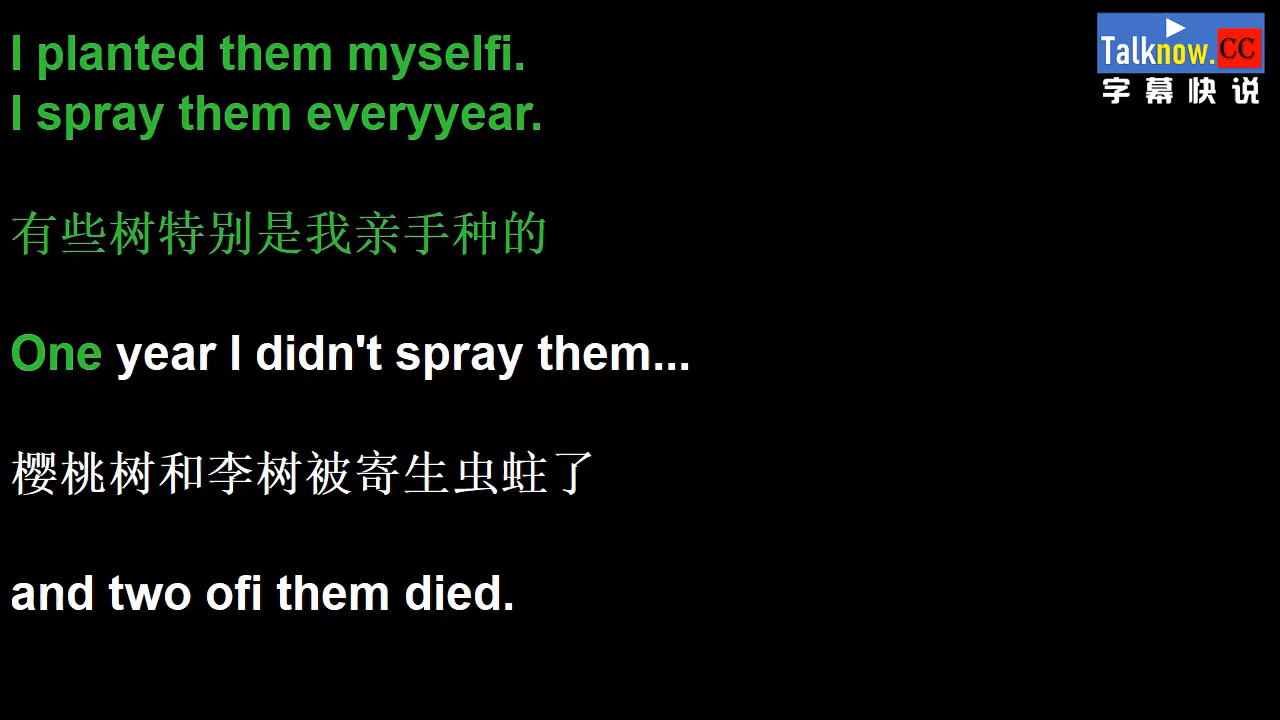 I planted them myselfi.
Talknow.CC
字幕快说
I spray them everyyear.
有些树特别是我亲手种的
One year I didn't spray them...
樱桃树和李树被寄生虫蛀了
and two ofi them died.